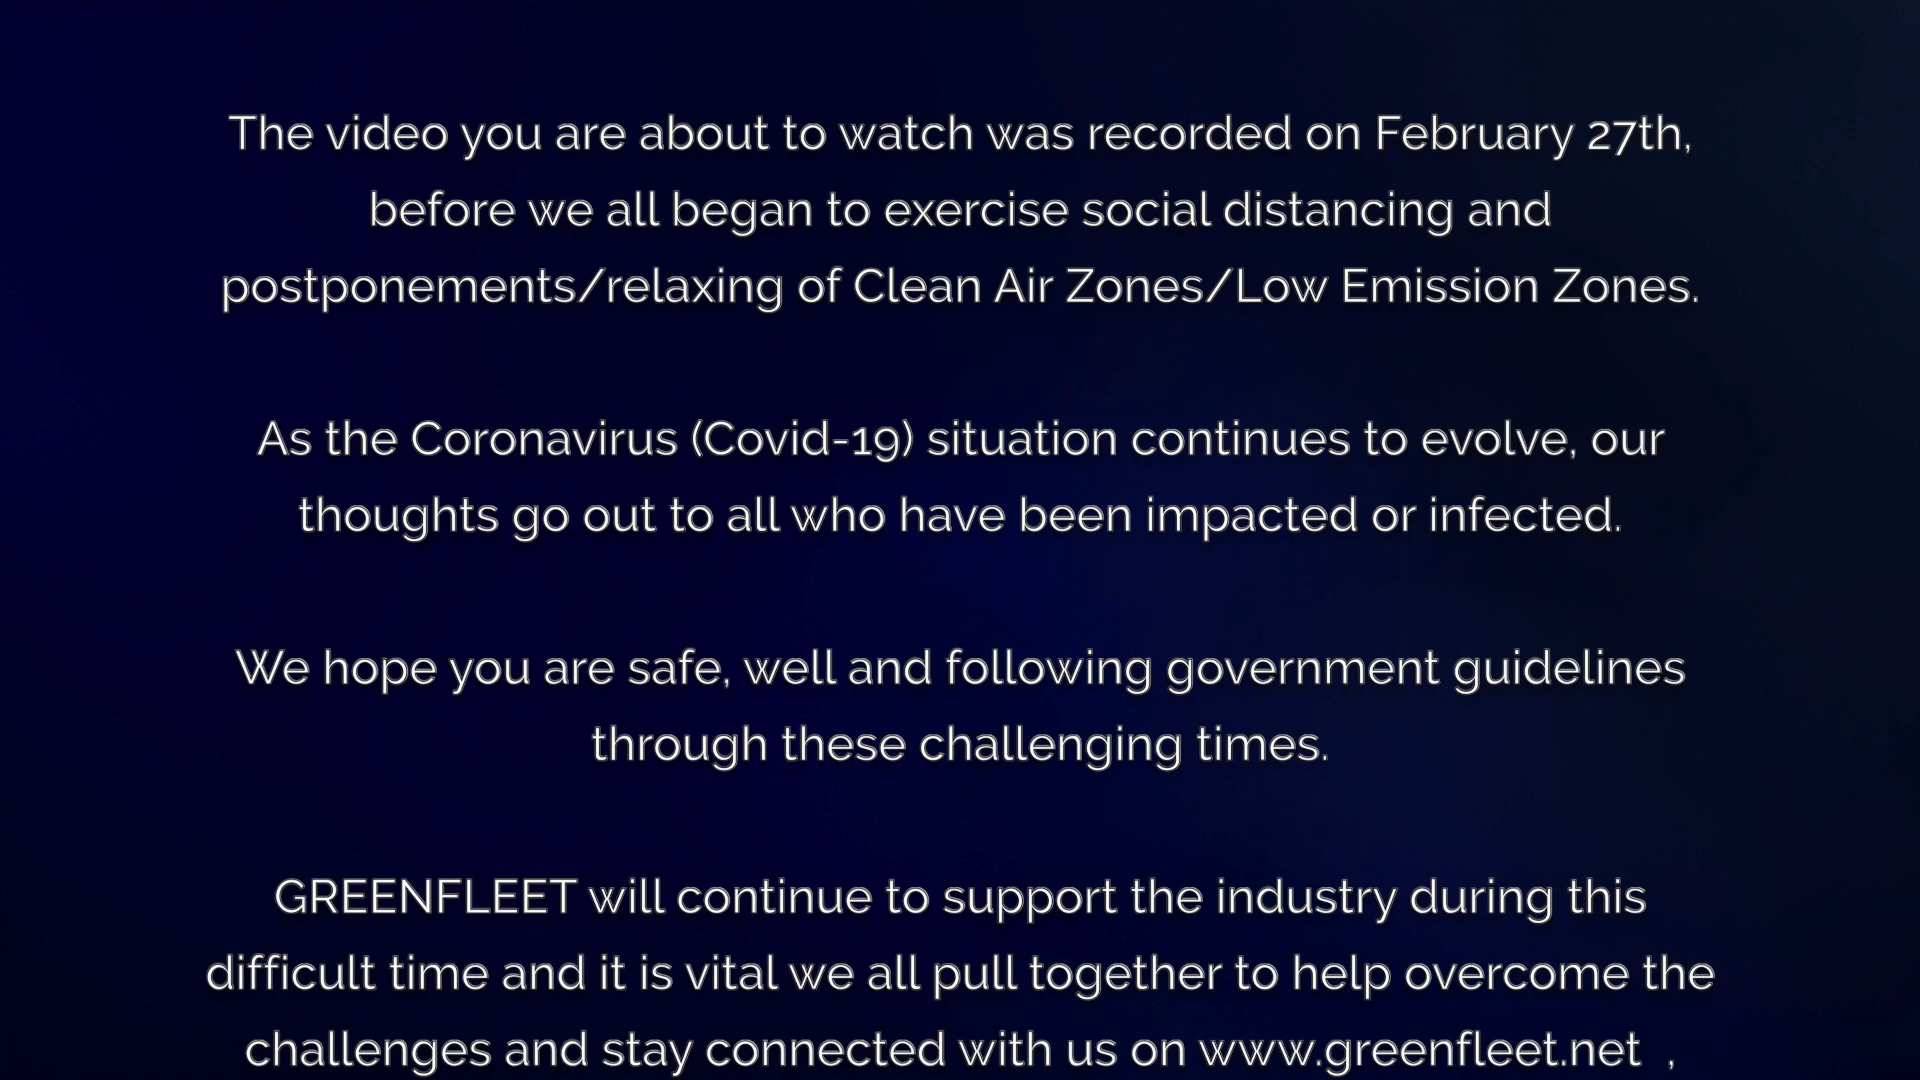 The video you are about to watch was recorded on February 27th,
before we all began to exercise social distancing and
postponements/relaxing of Clean Air Zones/Low Emission Zones.
As the Coronavirus (Covid-19) situation continues to evolve, our
thoughts go out to all who have been impacted or infected.
We hope you are safe, well and following government guidelines
through these challenging times.
GREENFLEET will continue to support the industry during this
difficult time and it is vital we all pull together to help overcome the
challenges and stay connected with us on www.greenfleet.net ,